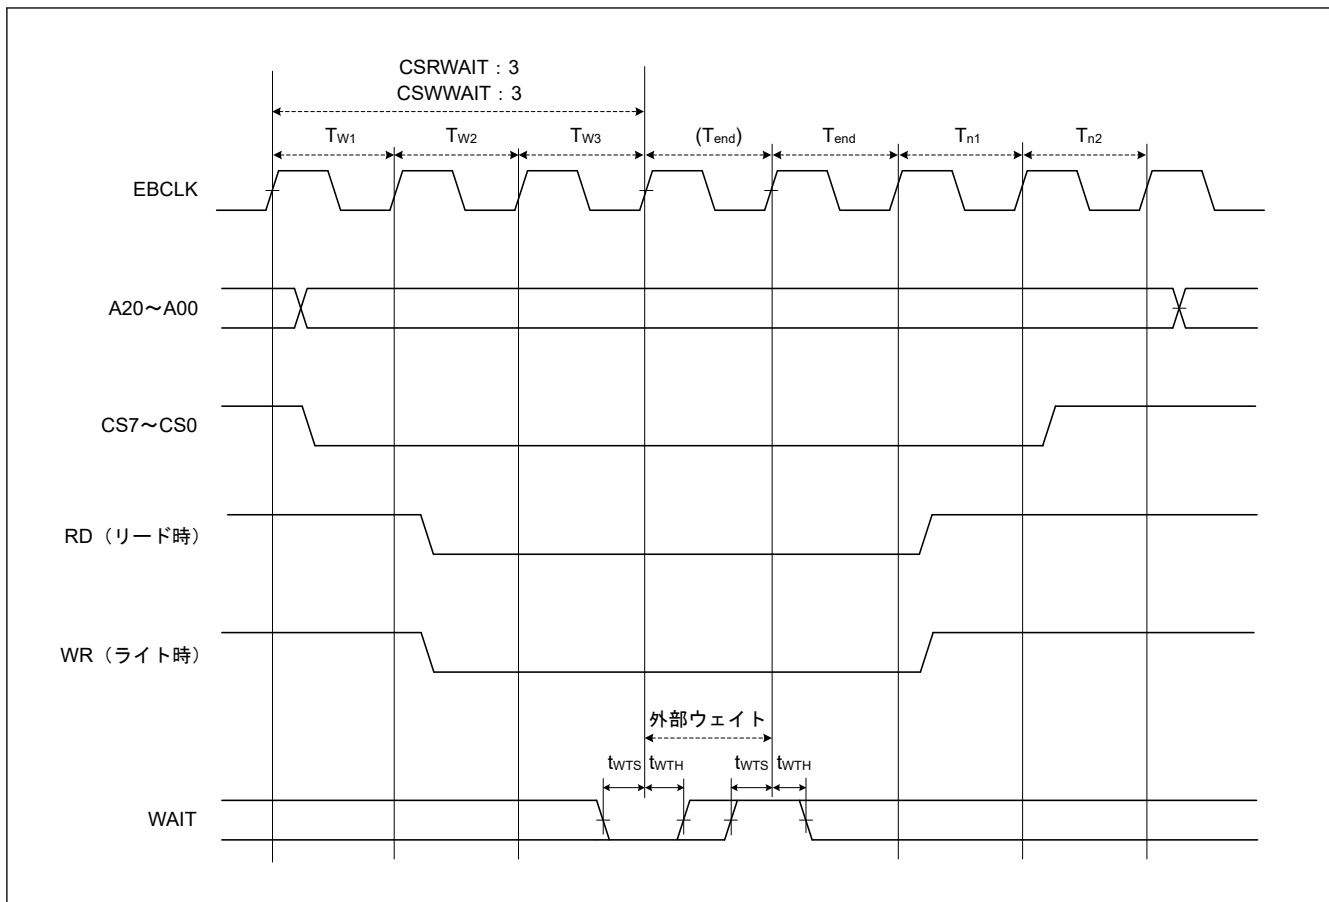 CSRWAIT：3
CSWWAIT：3
TW1 TW2 TW3 (Tend) Tend Tn1 Tn2
EBCLK
A20～A00
CS7～CS0
RD（リード時）
WR（ライト時）
外部ウェイト
tWTS tWTH tWTS tWTH
WAIT